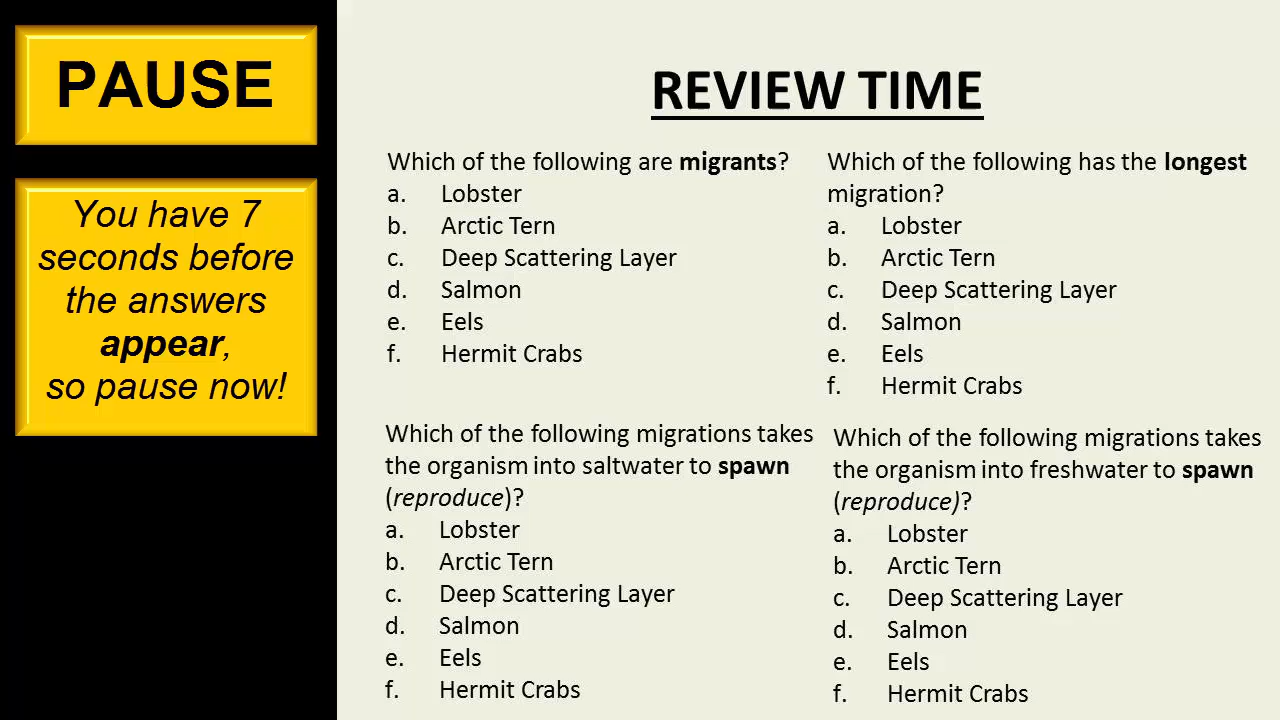 PAUSE
You have 7
seconds before
the answers
appear,
so pause now!
REVIEW TIME
Which of the following are migrants?
a. Lobster
b. Arctic Tern
c. Deep Scattering Layer
d. Salmon
e. Eels
f. Hermit Crabs
Which of the following has the longest
migration?
a. Lobster
b. Arctic Tern
c. Deep Scattering Layer
d. Salmon
e. Eels
f. Hermit Crabs
Which of the following migrations takes
the organism into saltwater to spawn
(reproduce)?
a. Lobster
b. Arctic Tern
c. Deep Scattering Layer
d. Salmon
e. Eels
f. Hermit Crabs
Which of the following migrations takes
the organism into freshwater to spawn
(reproduce)?
a. Lobster
b. Arctic Tern
c. Deep Scattering Layer
d. Salmon
e. Eels
f. Hermit Crabs